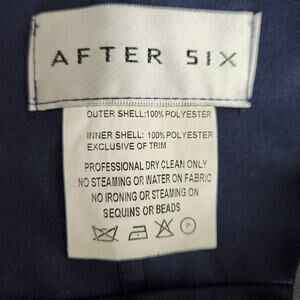 AFTER SIX
OUTER SHELL:100% POLYESTER
INNER SHELL: 100% POLYESTER
EXCLUSIVE OF TRIM
PROFESSIONAL DRY CLEAN ONLY
NO STEAMING OR WATER ON FABRIC
NO IRONING OR STEAMING ON
SEQUINS OR BEADS
P